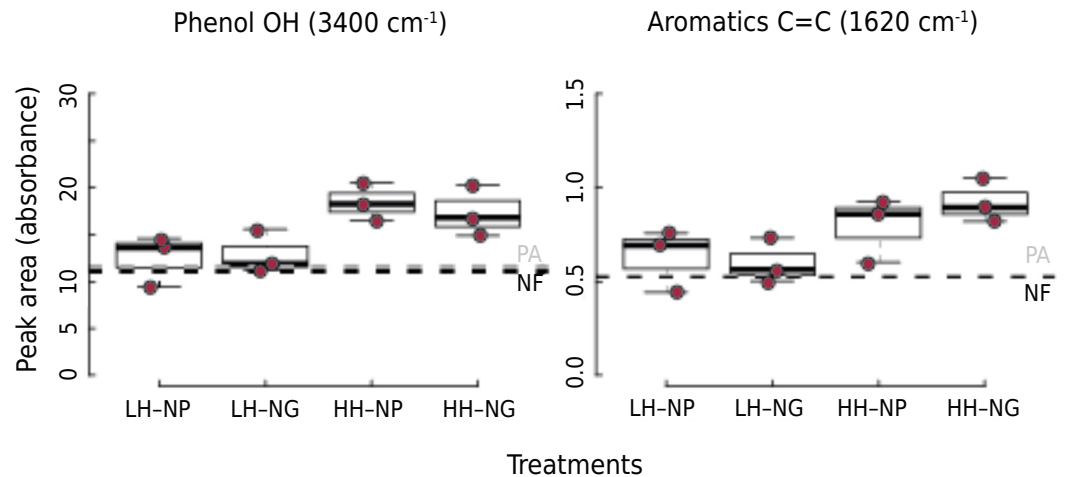 Phenol OH (3400 cm⁻¹)
Aromatics C=C (1620 cm⁻¹)
Peak area (absorbance)
30
20
10
5
0
PA
NF
LH–NP
LH–NG
HH–NP
HH–NG
1.5
1.0
0.5
0.0
PA
NF
LH–NP
LH–NG
HH–NP
HH–NG
Treatments